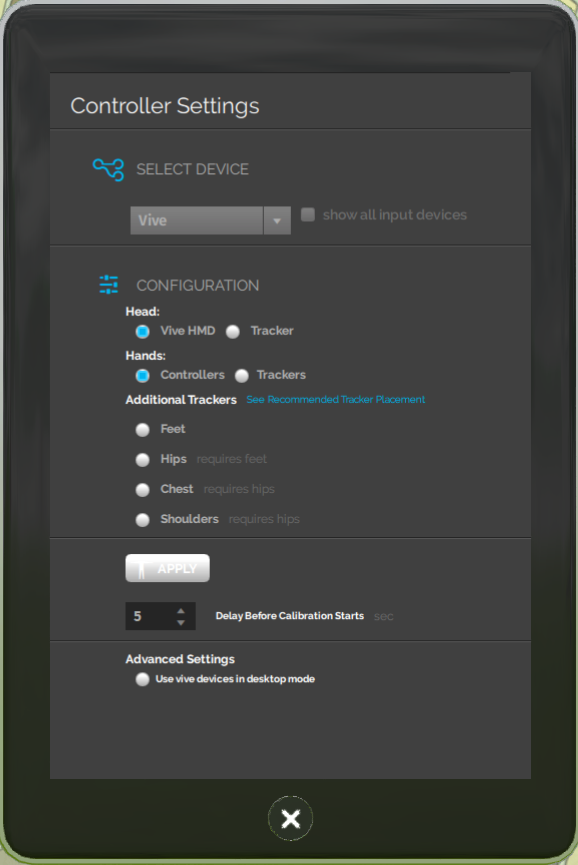 Controller Settings
SELECT DEVICE
Vive
show all input devices
CONFIGURATION
Head:
Vive HMD Tracker
Hands:
Controllers Trackers
Additional Trackers See Recommended Tracker Placement
Feet
Hips requires feet
Chest requires hips
Shoulders requires hips
APPLY
5 Delay Before Calibration Starts sec
Advanced Settings
Use vive devices in desktop mode